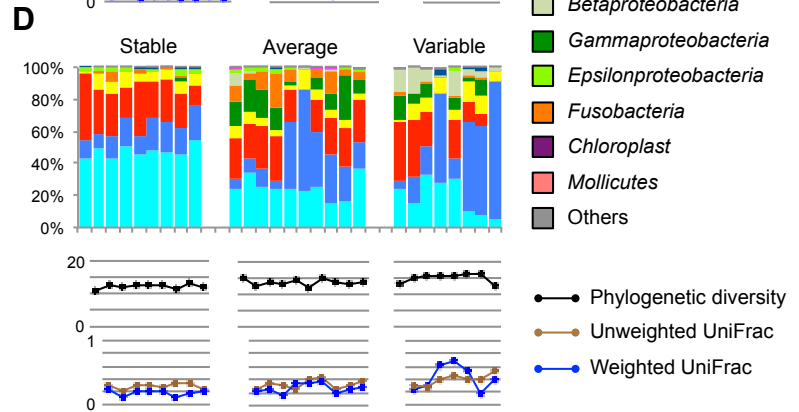 0
Betaproteobacteria
D
Stable Average Variable
Gammaproteobacteria
100%
Epsilonproteobacteria
80%
Fusobacteria
60%
Chloroplast
40%
Mollicutes
20%
Others
0%
20
Phylogenetic diversity
0
Unweighted UniFrac
1
Weighted UniFrac
0